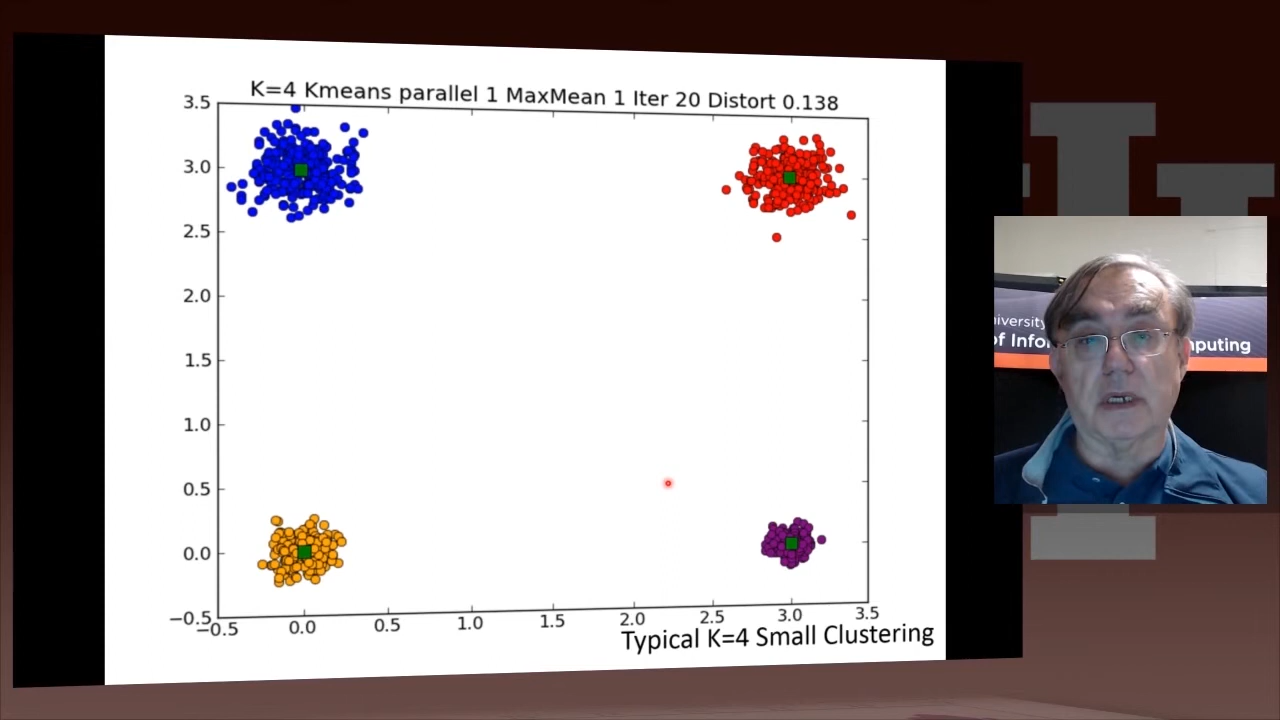 K=4 Kmeans parallel 1 MaxMean 1 Iter 20 Distort 0.138
3.5
3.0
2.5
2.0
1.5
1.0
0.5
0.0
−0.5
−0.5 0.0 0.5 1.0 1.5 2.0 2.5 3.0 3.5
Typical K=4 Small Clustering
of